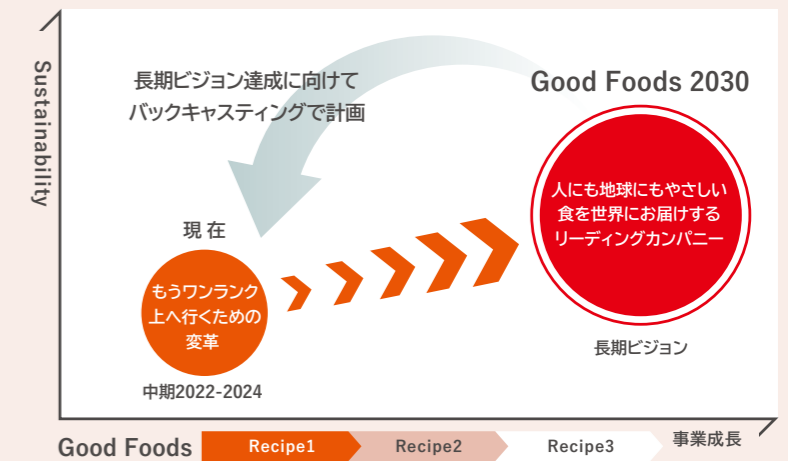 Sustainability
長期ビジョン達成に向けて
バックキャスティングで計画
Good Foods 2030
人にも地球にもやさしい
食を世界にお届けする
リーディングカンパニー
長期ビジョン
現在
もうワンランク
上へ行くための
変革
中期2022-2024
Good Foods
Recipe1
Recipe2
Recipe3
事業成長